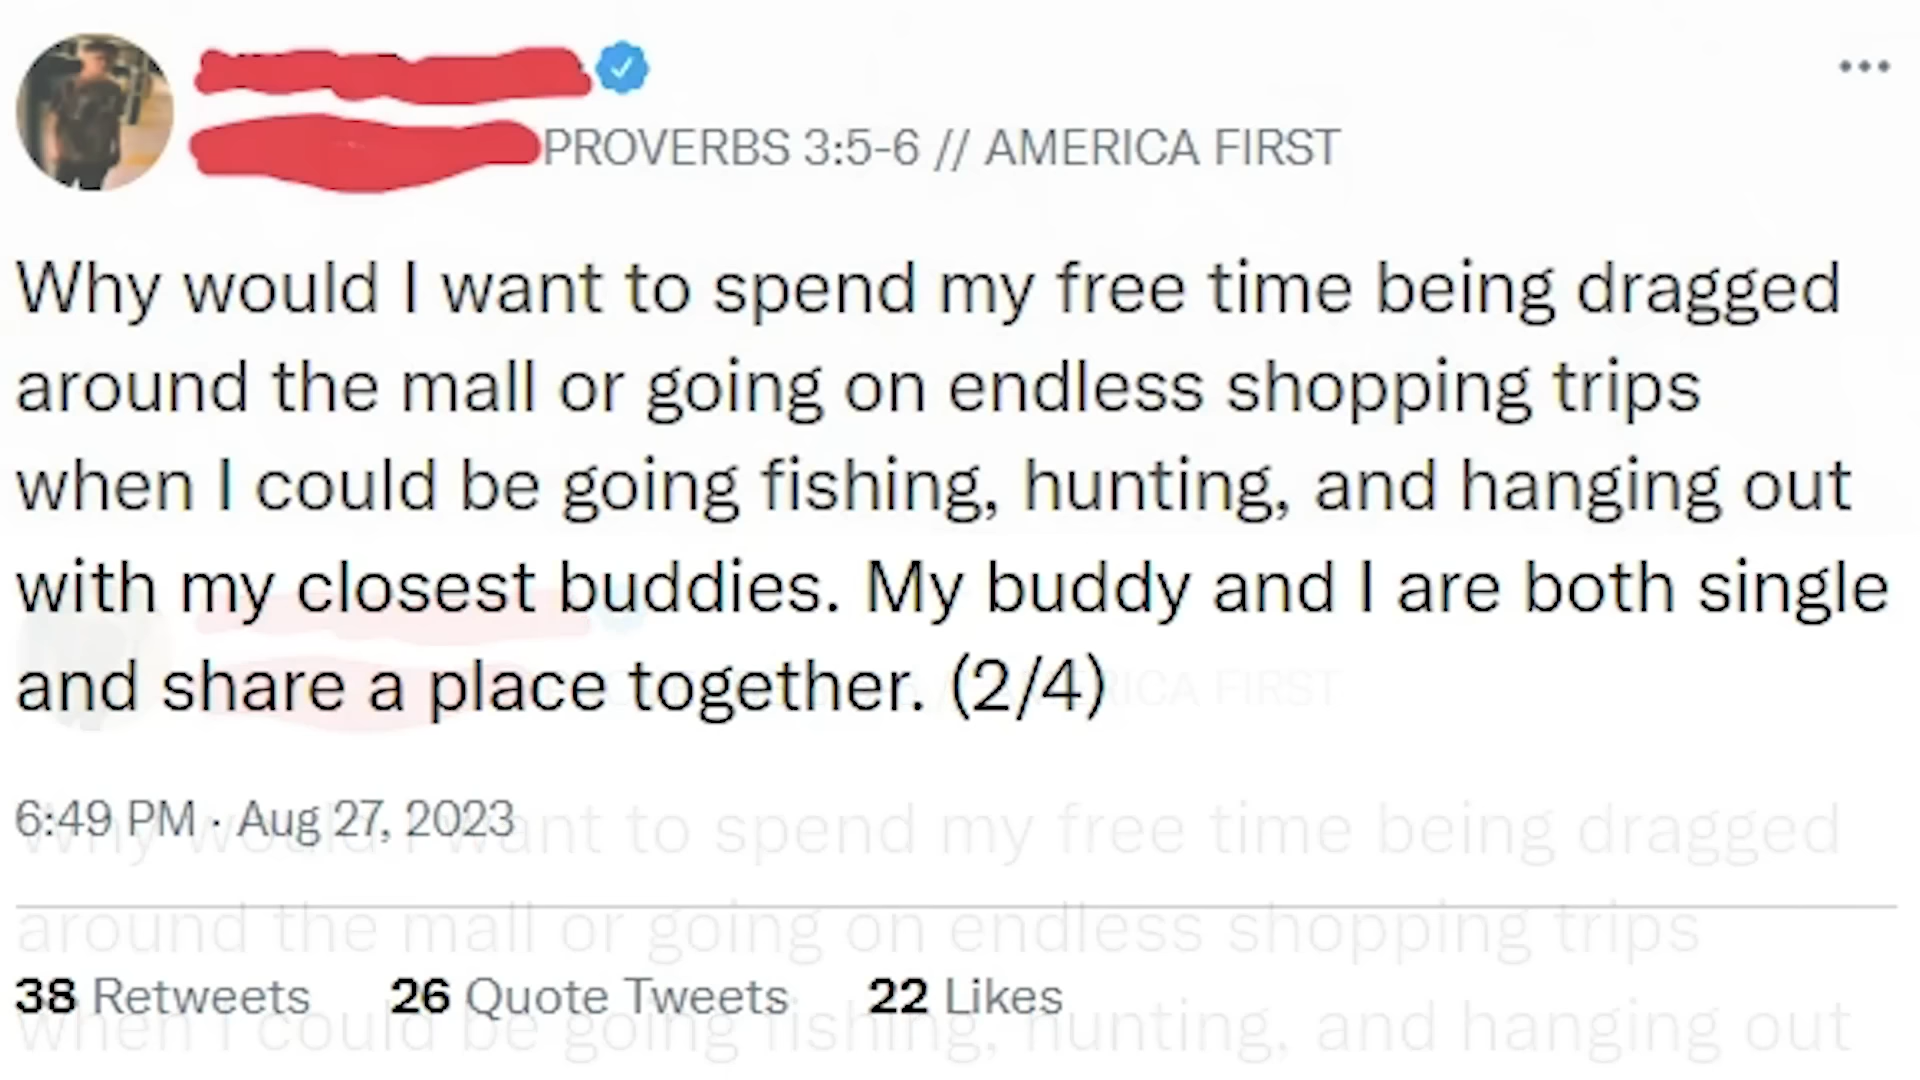 PROVERBS 3:5-6 // AMERICA FIRST
Why would I want to spend my free time being dragged
around the mall or going on endless shopping trips
when I could be going fishing, hunting, and hanging out
with my closest buddies. My buddy and I are both single
and share a place together. (2/4)
6:49 PM · Aug 27, 2023
38 Retweets 26 Quote Tweets 22 Likes